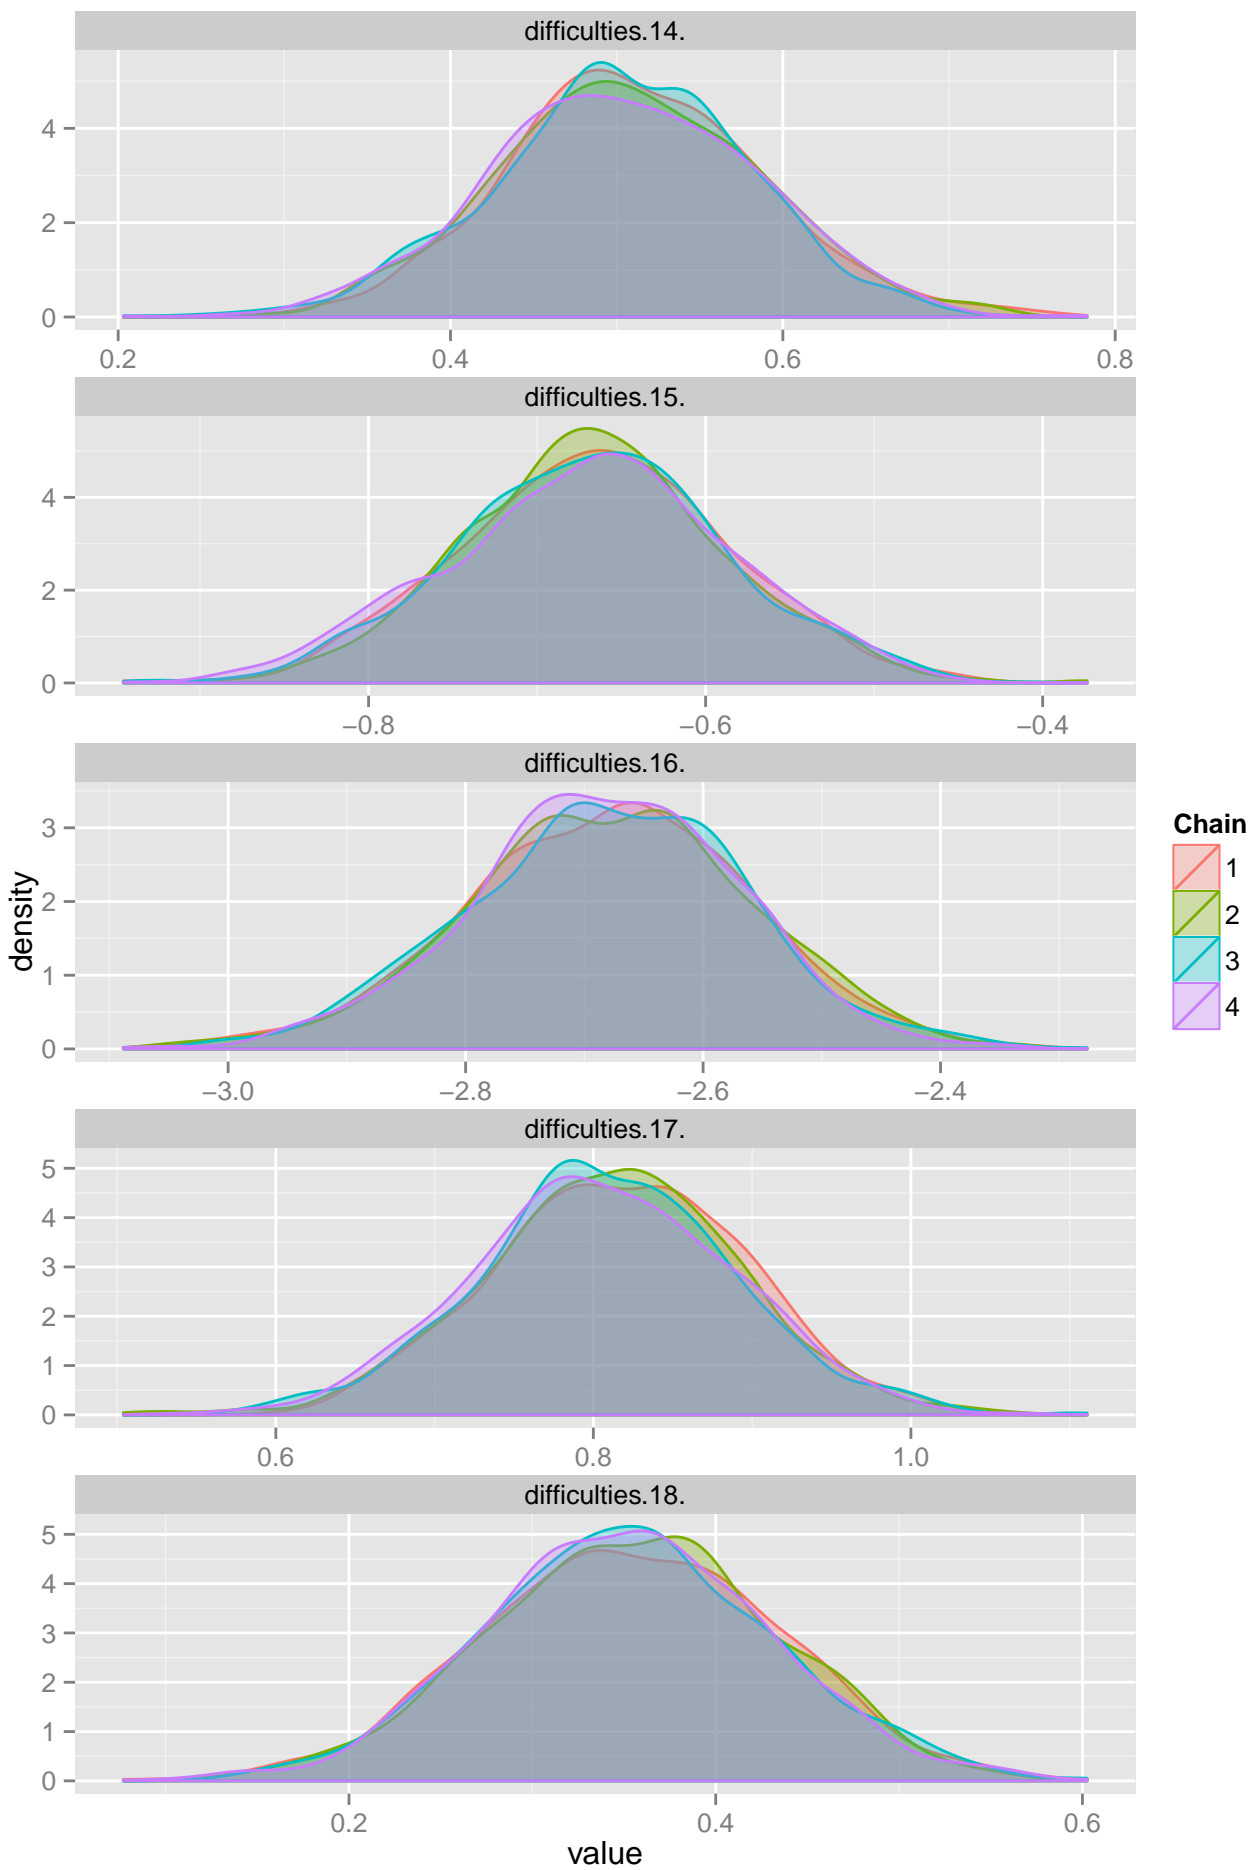 difficulties.14.
4
2
0
0.2 0.4 0.6 0.8
difficulties.15.
4
2
0
−0.8 −0.6 −0.4
difficulties.16.
3
2
1
0
−3.0 −2.8 −2.6 −2.4
difficulties.17.
5
4
3
2
1
0
0.6 0.8 1.0
difficulties.18.
5
4
3
2
1
0
0.2 0.4 0.6
value
density
Chain
1
2
3
4